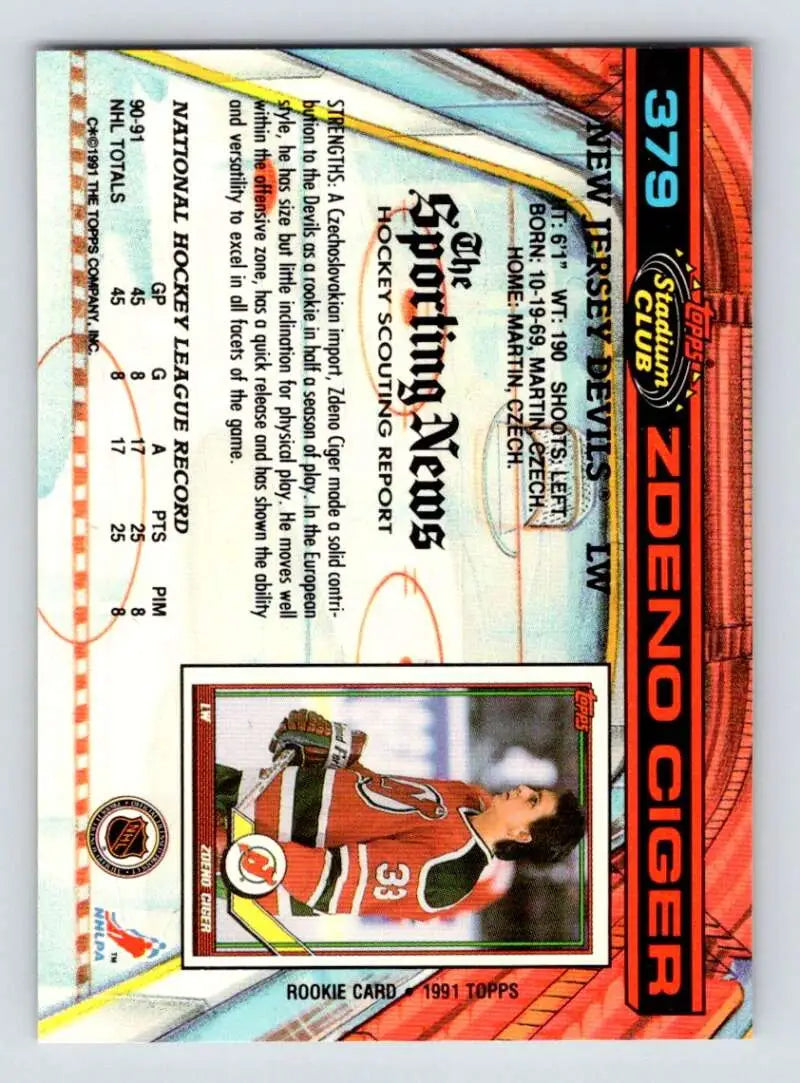 379
Topps
Stadium
CLUB
ZDENO CIGER
NEW JERSEY DEVILS® LW
HT: 6'1" WT: 190 SHOOTS: LEFT
BORN: 10-19-69, MARTIN, CZECH.
HOME: MARTIN, CZECH.
The
Sporting News
HOCKEY SCOUTING REPORT
STRENGTHS: A Czechoslovakian import, Zdeno Ciger made a solid contri-
bution to the Devils as a rookie in half a season of play. In the European
style, he has size but little inclination for physical play. He moves well
within the offensive zone, has a quick release and has shown the ability
and versatility to excel in all facets of the game.
NATIONAL HOCKEY LEAGUE RECORD
GP G A PTS PIM
90-91 45 8 17 25 8
NHL TOTALS 45 8 17 25 8
C*©1991 THE TOPPS COMPANY, INC.
Topps
33
LW
ZDENO CIGER
ROOKIE CARD • 1991 TOPPS
NHL
NHLPA™